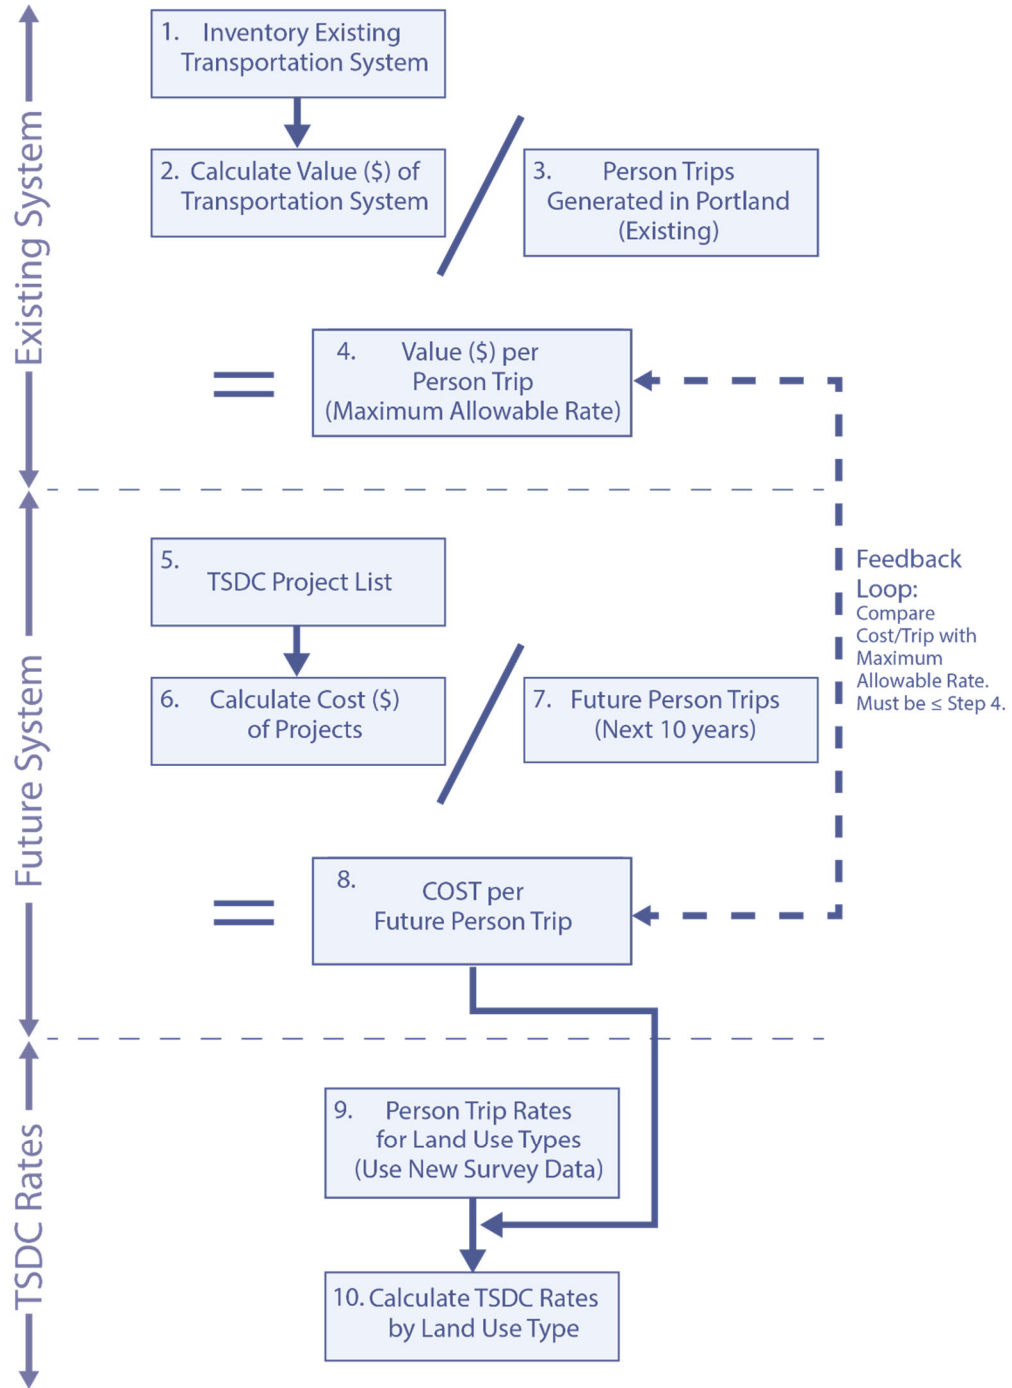 Existing System
1. Inventory Existing
Transportation System
2. Calculate Value ($) of
Transportation System
3. Person Trips
Generated in Portland
(Existing)
4. Value ($) per
Person Trip
(Maximum Allowable Rate)
Future System
5.
TSDC Project List
6. Calculate Cost ($)
of Projects
7. Future Person Trips
(Next 10 years)
8.
COST per
Future Person Trip
Feedback
Loop:
Compare
Cost/Trip with
Maximum
Allowable Rate.
Must be ≤ Step 4.
TSDC Rates
9. Person Trip Rates
for Land Use Types
(Use New Survey Data)
10. Calculate TSDC Rates
by Land Use Type